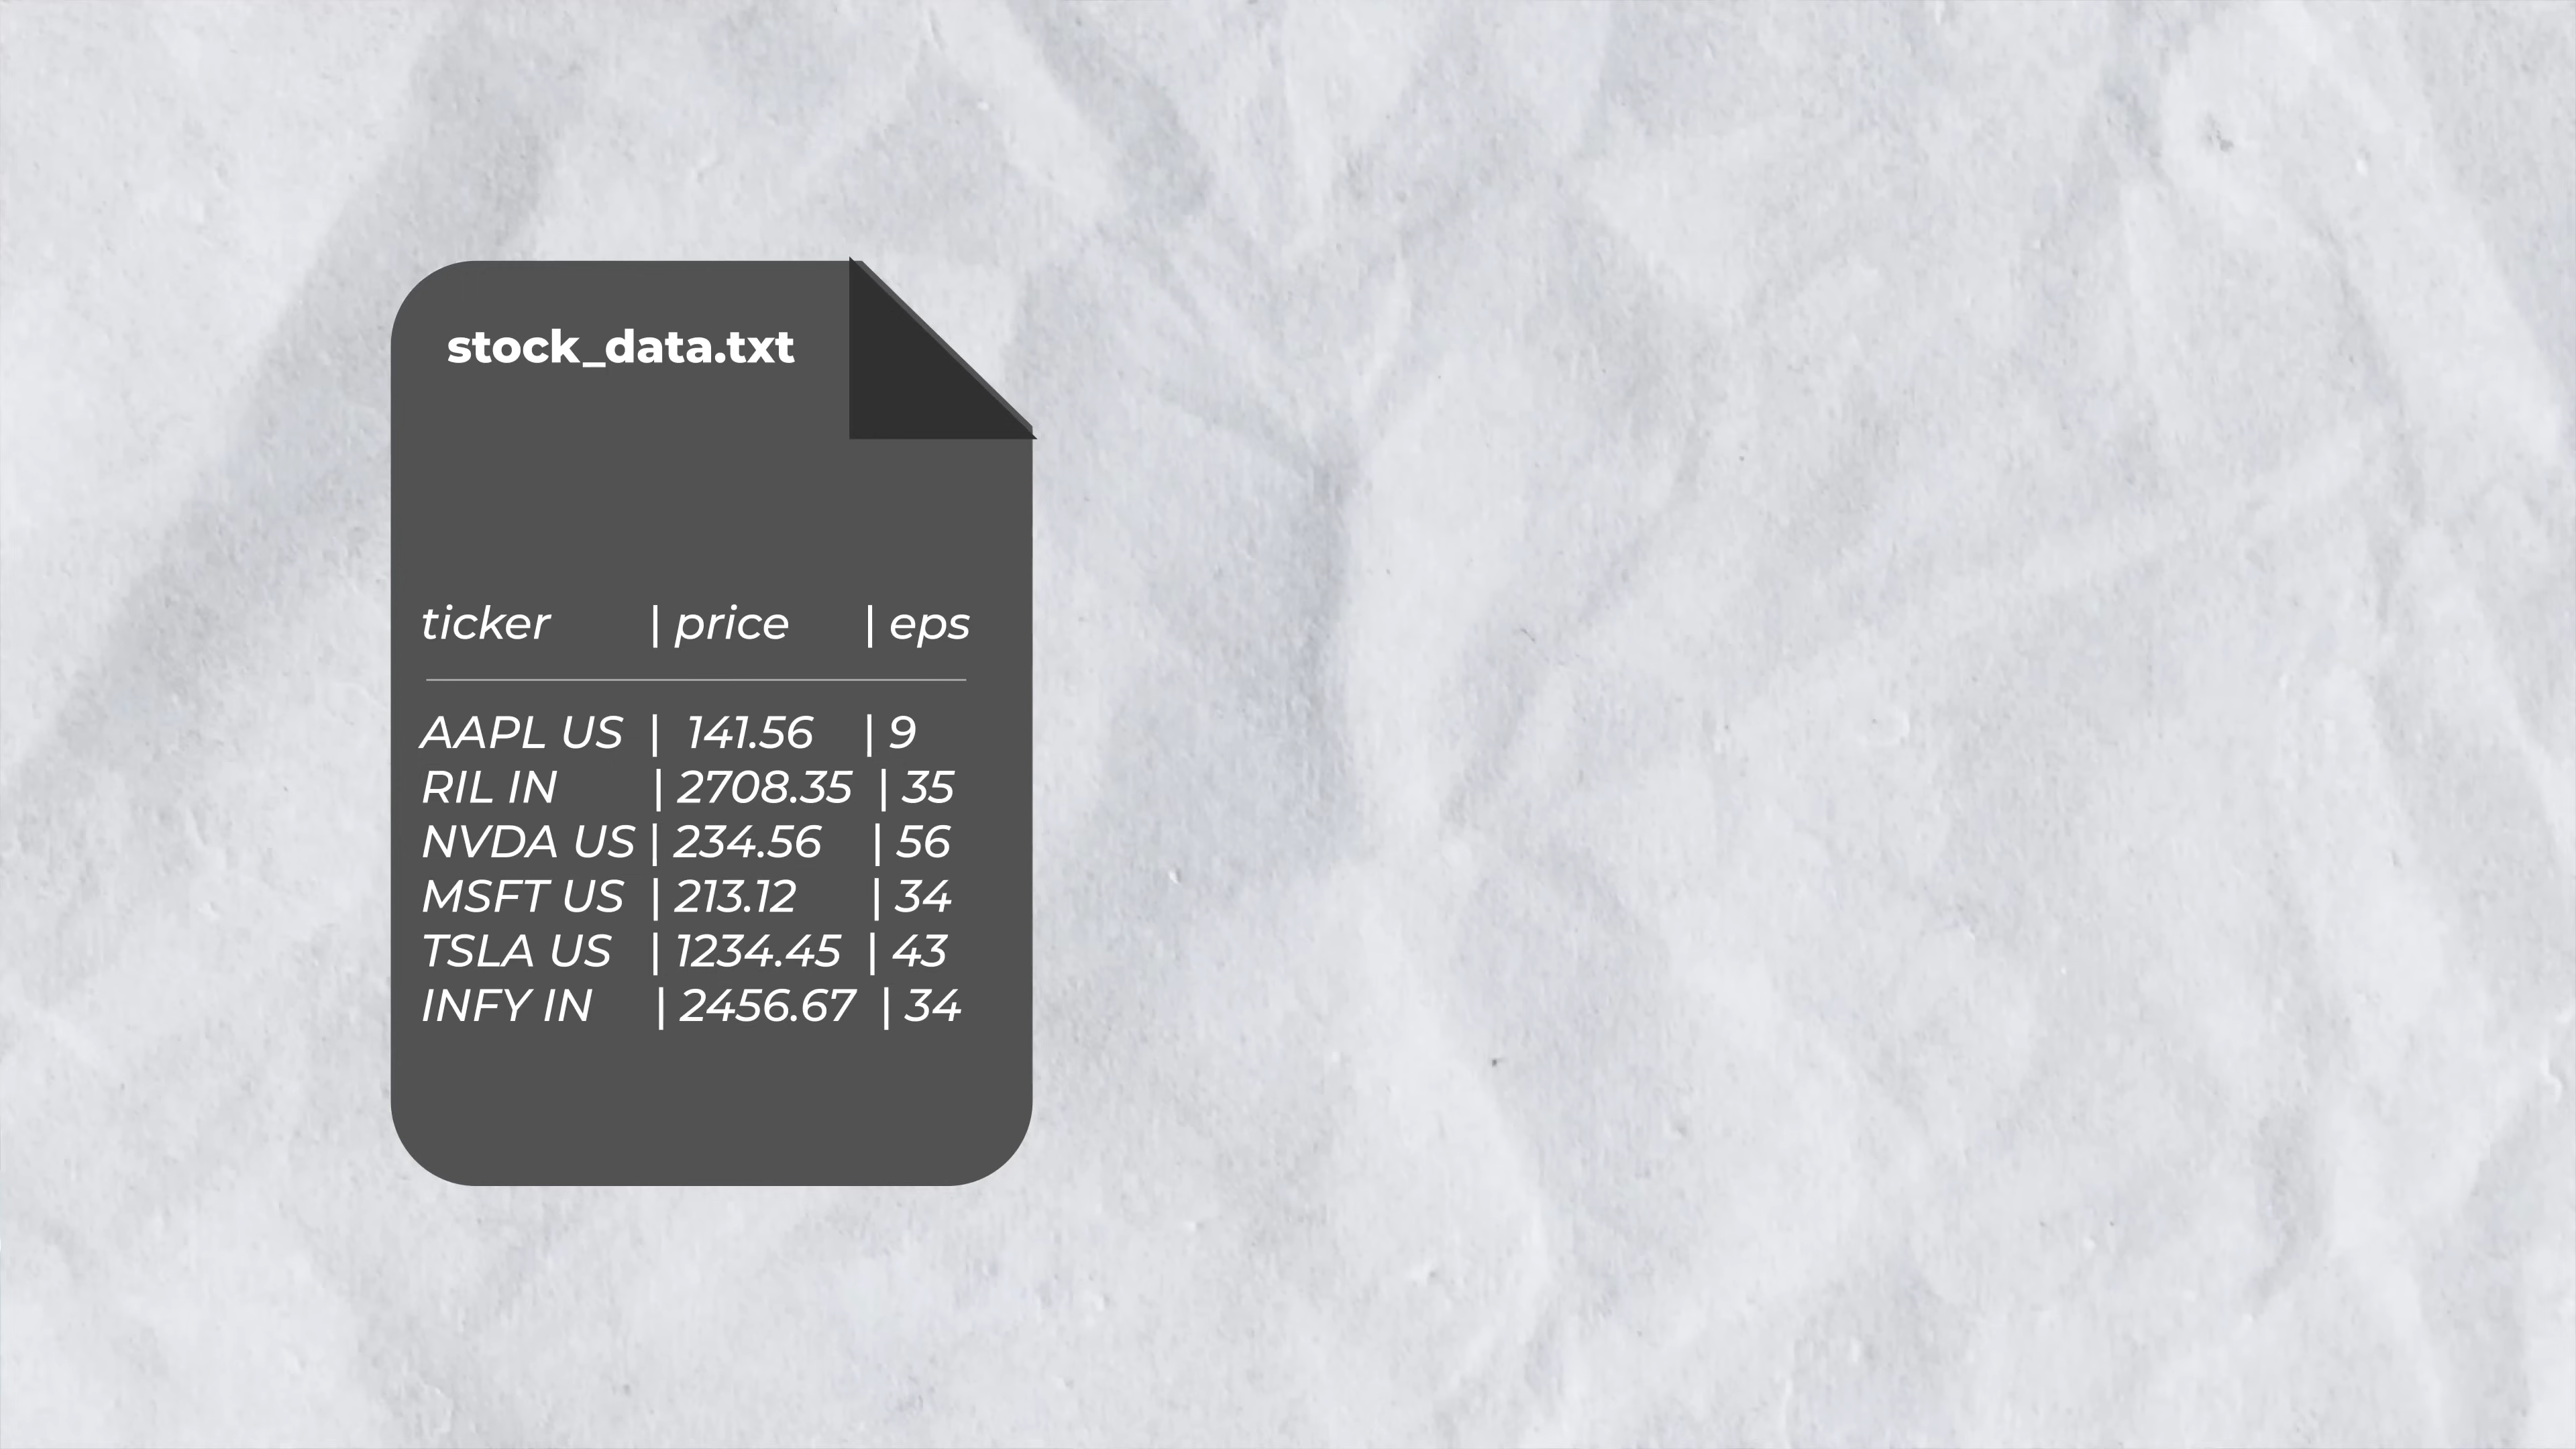 stock_data.txt
ticker | price | eps
AAPL US | 141.56 | 9
RIL IN | 2708.35 | 35
NVDA US | 234.56 | 56
MSFT US | 213.12 | 34
TSLA US | 1234.45 | 43
INFY IN | 2456.67 | 34